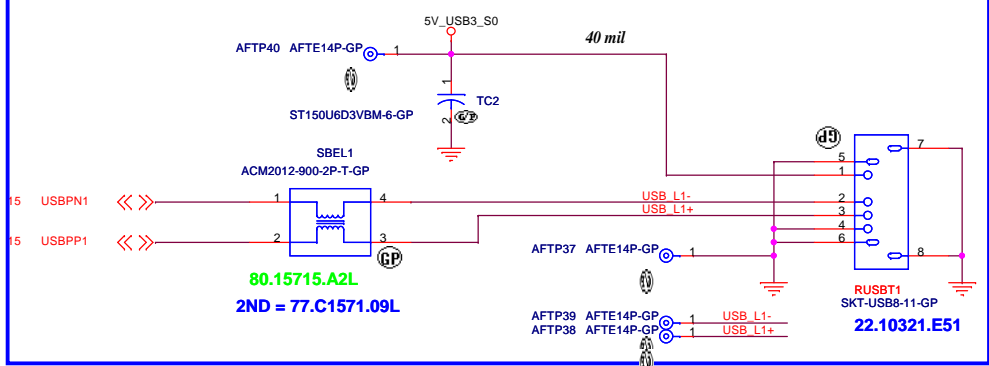 5V_USB3_S0
AFTP40 AFTE14P-GP 1
40 mil
1
TC2
2 G/P
ST150U6D3VBM-6-GP
SBEL1
ACM2012-900-2P-T-GP
GP
5
7
1
15 USBPN1 1 4 USB_L1- 2
USB_L1+ 3
4
15 USBPP1 2 3 6
GP
AFTP37 AFTE14P-GP 1
8
80.15715.A2L
2ND = 77.C1571.09L
RUSBT1
SKT-USB8-11-GP
22.10321.E51
AFTP39 AFTE14P-GP 1 USB_L1-
AFTP38 AFTE14P-GP 1 USB_L1+